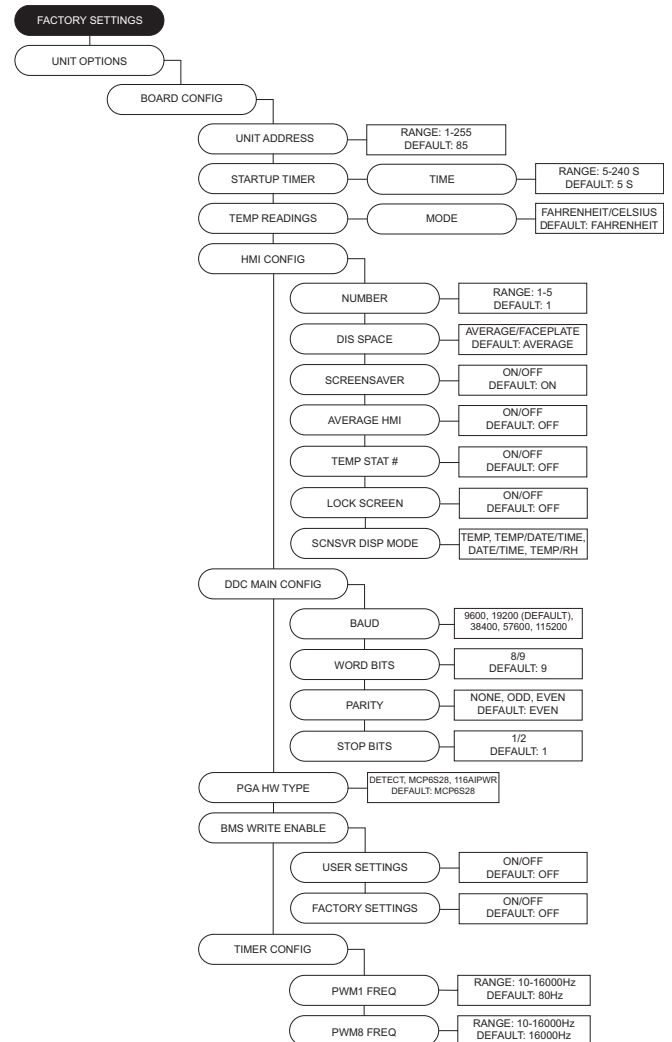 FACTORY SETTINGS
UNIT OPTIONS
BOARD CONFIG
UNIT ADDRESS
RANGE: 1-255
DEFAULT: 85
STARTUP TIMER
TIME
RANGE: 5-240 S
DEFAULT: 5 S
TEMP READINGS
MODE
FAHRENHEIT/CELSIUS
DEFAULT: FAHRENHEIT
HMI CONFIG
NUMBER
RANGE: 1-5
DEFAULT: 1
DIS SPACE
AVERAGE/FACEPLATE
DEFAULT: AVERAGE
SCREENSAVER
ON/OFF
DEFAULT: ON
AVERAGE HMI
ON/OFF
DEFAULT: OFF
TEMP STAT #
ON/OFF
DEFAULT: OFF
LOCK SCREEN
ON/OFF
DEFAULT: OFF
SCNSVR DISP MODE
TEMP, TEMP/DATE/TIME,
DATE/TIME, TEMP/RH
DDC MAIN CONFIG
BAUD
9600, 19200 (DEFAULT),
38400, 57600, 115200
WORD BITS
8/9
DEFAULT: 9
PARITY
NONE, ODD, EVEN
DEFAULT: EVEN
STOP BITS
1/2
DEFAULT: 1
PGA HW TYPE
DETECT, MCP6S28, 116AIPWR
DEFAULT: MCP6S28
BMS WRITE ENABLE
USER SETTINGS
ON/OFF
DEFAULT: OFF
FACTORY SETTINGS
ON/OFF
DEFAULT: OFF
TIMER CONFIG
PWM1 FREQ
RANGE: 10-16000Hz
DEFAULT: 80Hz
PWM8 FREQ
RANGE: 10-16000Hz
DEFAULT: 16000Hz